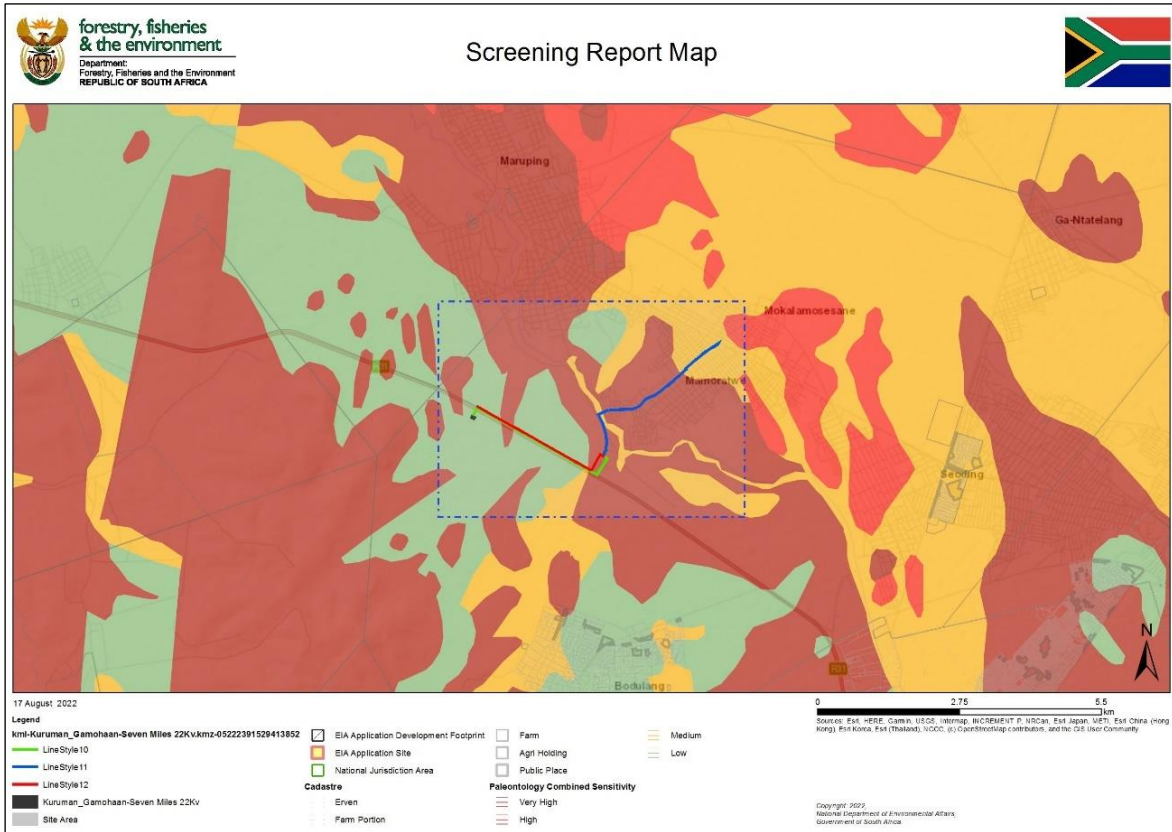 forestry, fisheries
& the environment
Department:
Forestry, Fisheries and the Environment
REPUBLIC OF SOUTH AFRICA
Screening Report Map
Maruping
Ga-Ntatelang
Mokalamosesane
Mamoratw
R31
Seoding
R31
Bodulang
N
17 August 2022
Legend
kml-Kuruman_Gamohaan-Seven Miles 22Kv.kmz-05222391529413852
LineStyle10
LineStyle11
LineStyle12
Kuruman_Gamohaan-Seven Miles 22Kv
Site Area
EIA Application Development Footprint
EIA Application Site
National Jurisdiction Area
Cadastre
Erven
Farm Portion
Farm
Agri Holding
Public Place
Paleontology Combined Sensitivity
Very High
High
Medium
Low
0 2.75 5.5
km
Sources: Esri, HERE, Garmin, USGS, Intermap, INCREMENT P, NRCan, Esri Japan, METI, Esri China (Hong
Kong), Esri Korea, Esri (Thailand), NGCC, (c) OpenStreetMap contributors, and the GIS User Community
Copyright: 2022,
National Department of Environmental Affairs,
Government of South Africa.